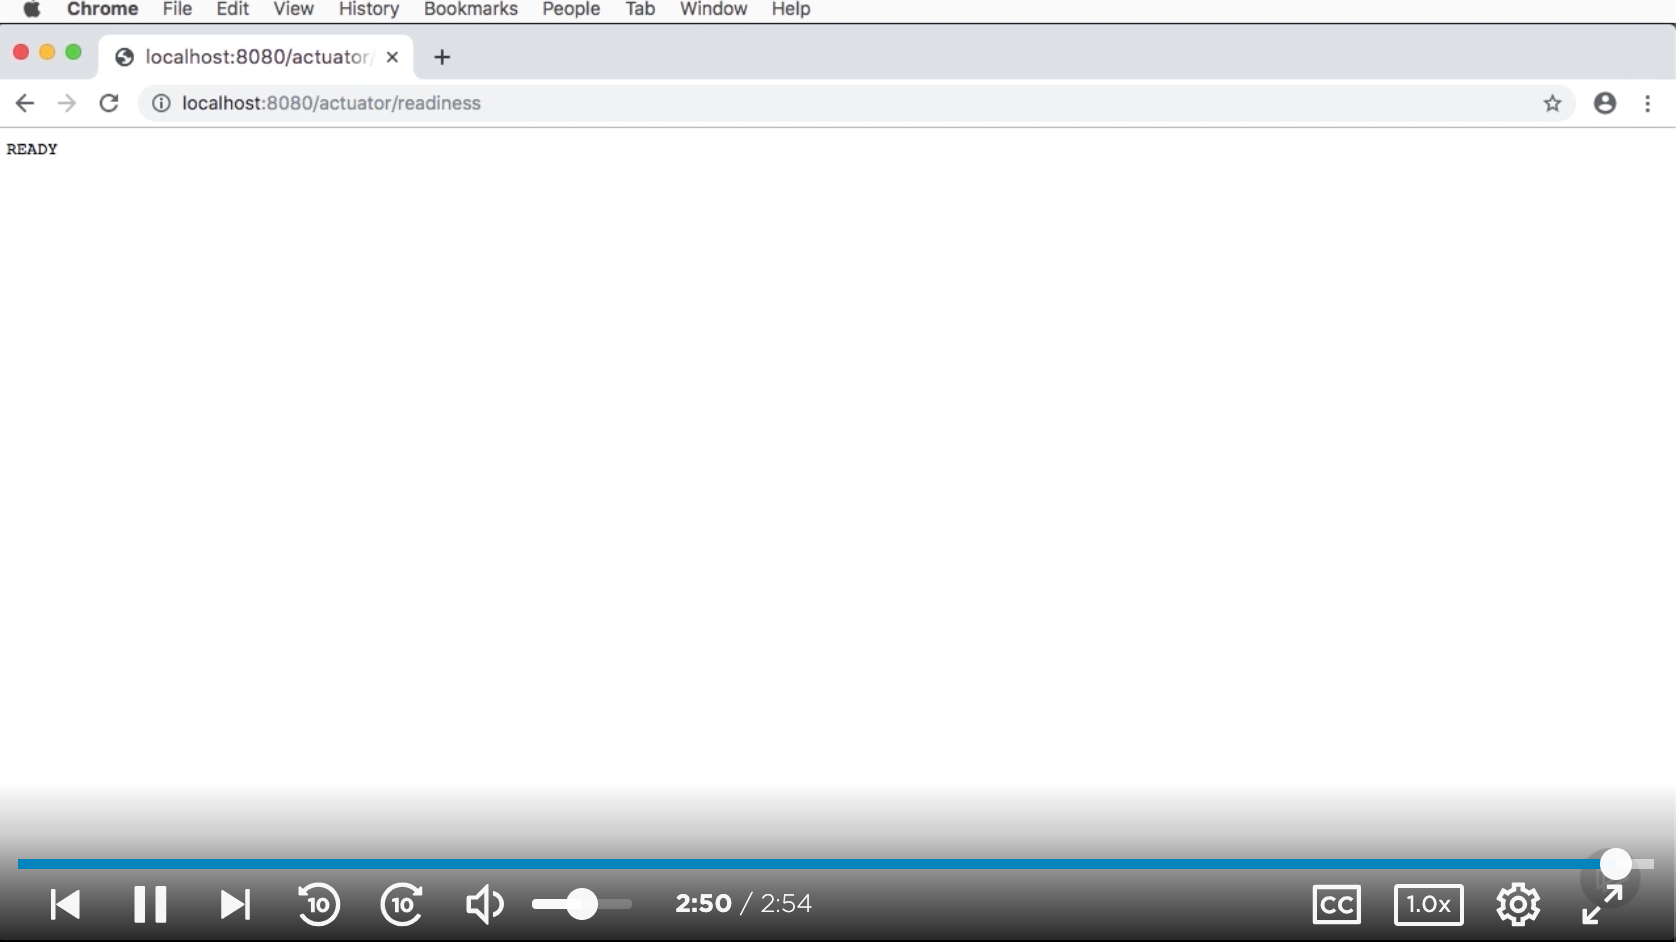 Chrome File Edit View History Bookmarks People Tab Window Help
localhost:8080/actuator/
localhost:8080/actuator/readiness
READY
10 10 2:50 / 2:54 CC 1.0x